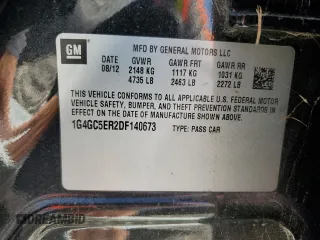 GM
MFD BY GENERAL MOTORS LLC
DATE GVWR GAWR FRT GAWR RR
08/12 2148 KG 1117 KG 1031 KG
4735 LB 2463 LB 2272 LB
THIS VEHICLE CONFORMS TO ALL APPLICABLE U.S. FEDERAL MOTOR
VEHICLE SAFETY, BUMPER, AND THEFT PREVENTION STANDARDS IN
EFFECT ON THE DATE OF MANUFACTURE SHOWN ABOVE.
1G4GC5ER2DF140673 TYPE: PASS CAR
IDREAMDIM